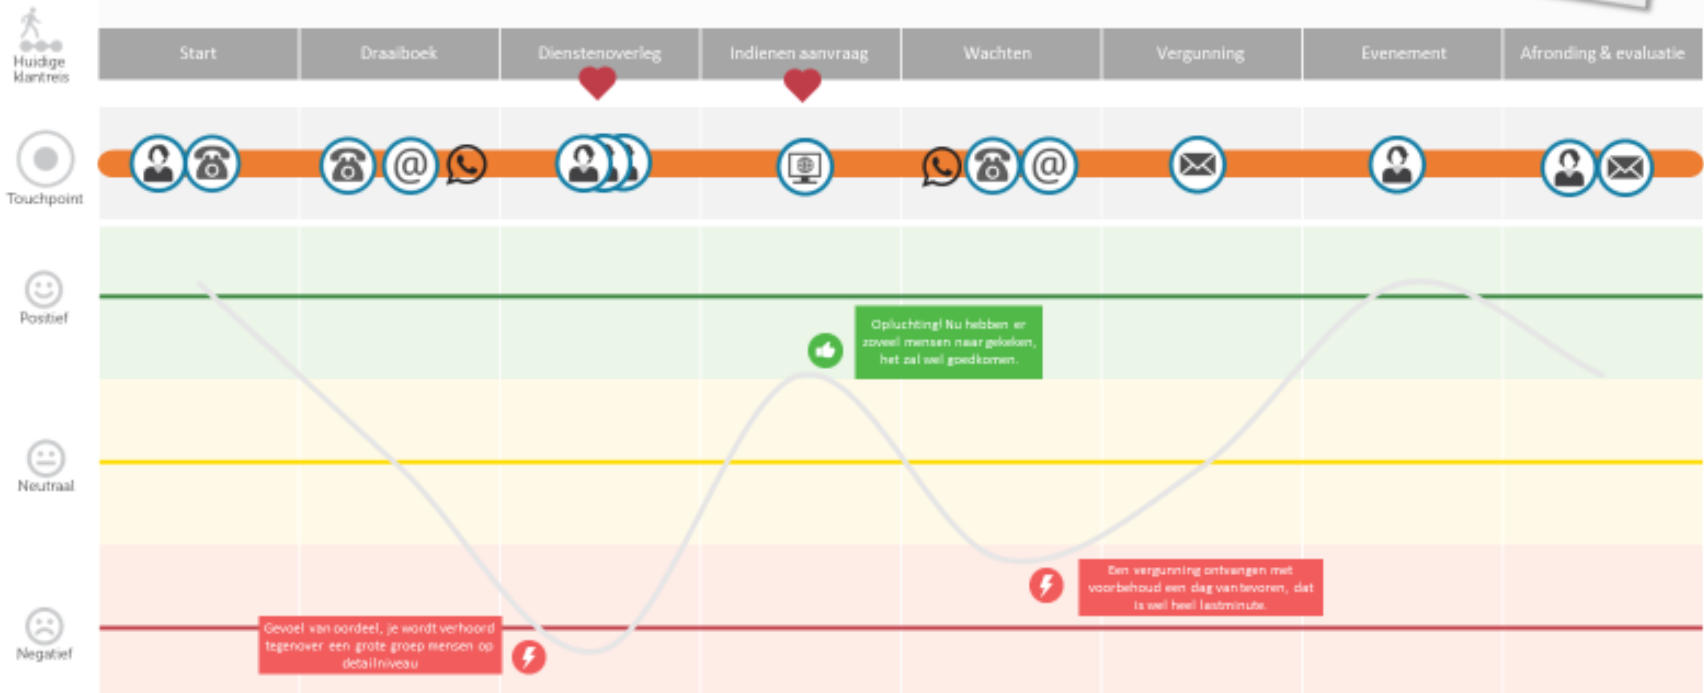 Huidige
klantreis
Start
Draaiboek
Dienstenoverleg
Indienen aanvraag
Wachten
Vergunning
Evenement
Afronding & evaluatie
Touchpoint
@
@
Positief
Opluchting! Nu hebben er
zoveel mensen naar gekeken,
het zal wel goedkomen.
Neutraal
Een vergunning ontvangen met
voorbehoud een dag van tevoren, dat
is wel heel lastminute.
Gevoel van oordeel, je wordt verhoord
tegenover een grote groep mensen op
detailniveau
Negatief